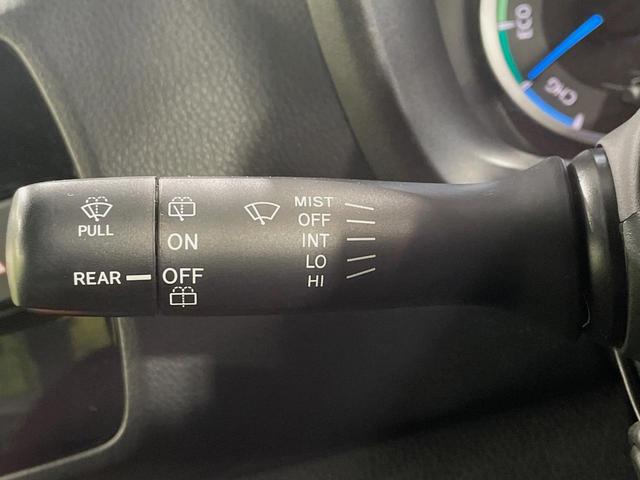 PULL
REAR
ON
OFF
MIST
OFF
INT
LO
HI
ECO
CHG